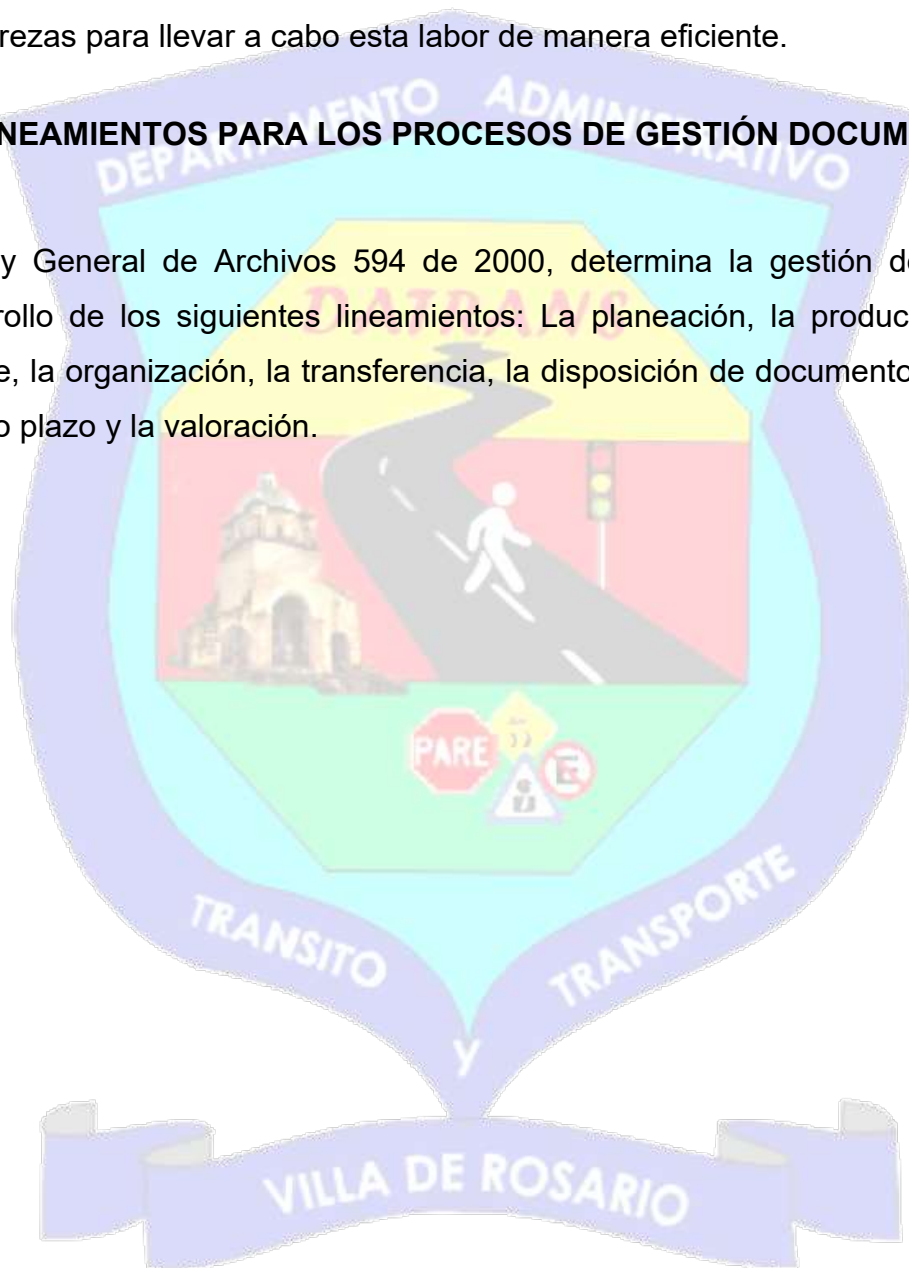 rezas para llevar a cabo esta labor de manera eficiente.
NEAMIENTOS PARA LOS PROCESOS DE GESTIÓN DOCUM
y General de Archivos 594 de 2000, determina la gestión de
rollo de los siguientes lineamientos: La planeación, la produc
e, la organización, la transferencia, la disposición de documento
o plazo y la valoración.
DEPARTAMENTO ADMINISTRATIVO
DATRANS
PARE
TRANSITO
y
TRANSPORTE
VILLA DE ROSARIO